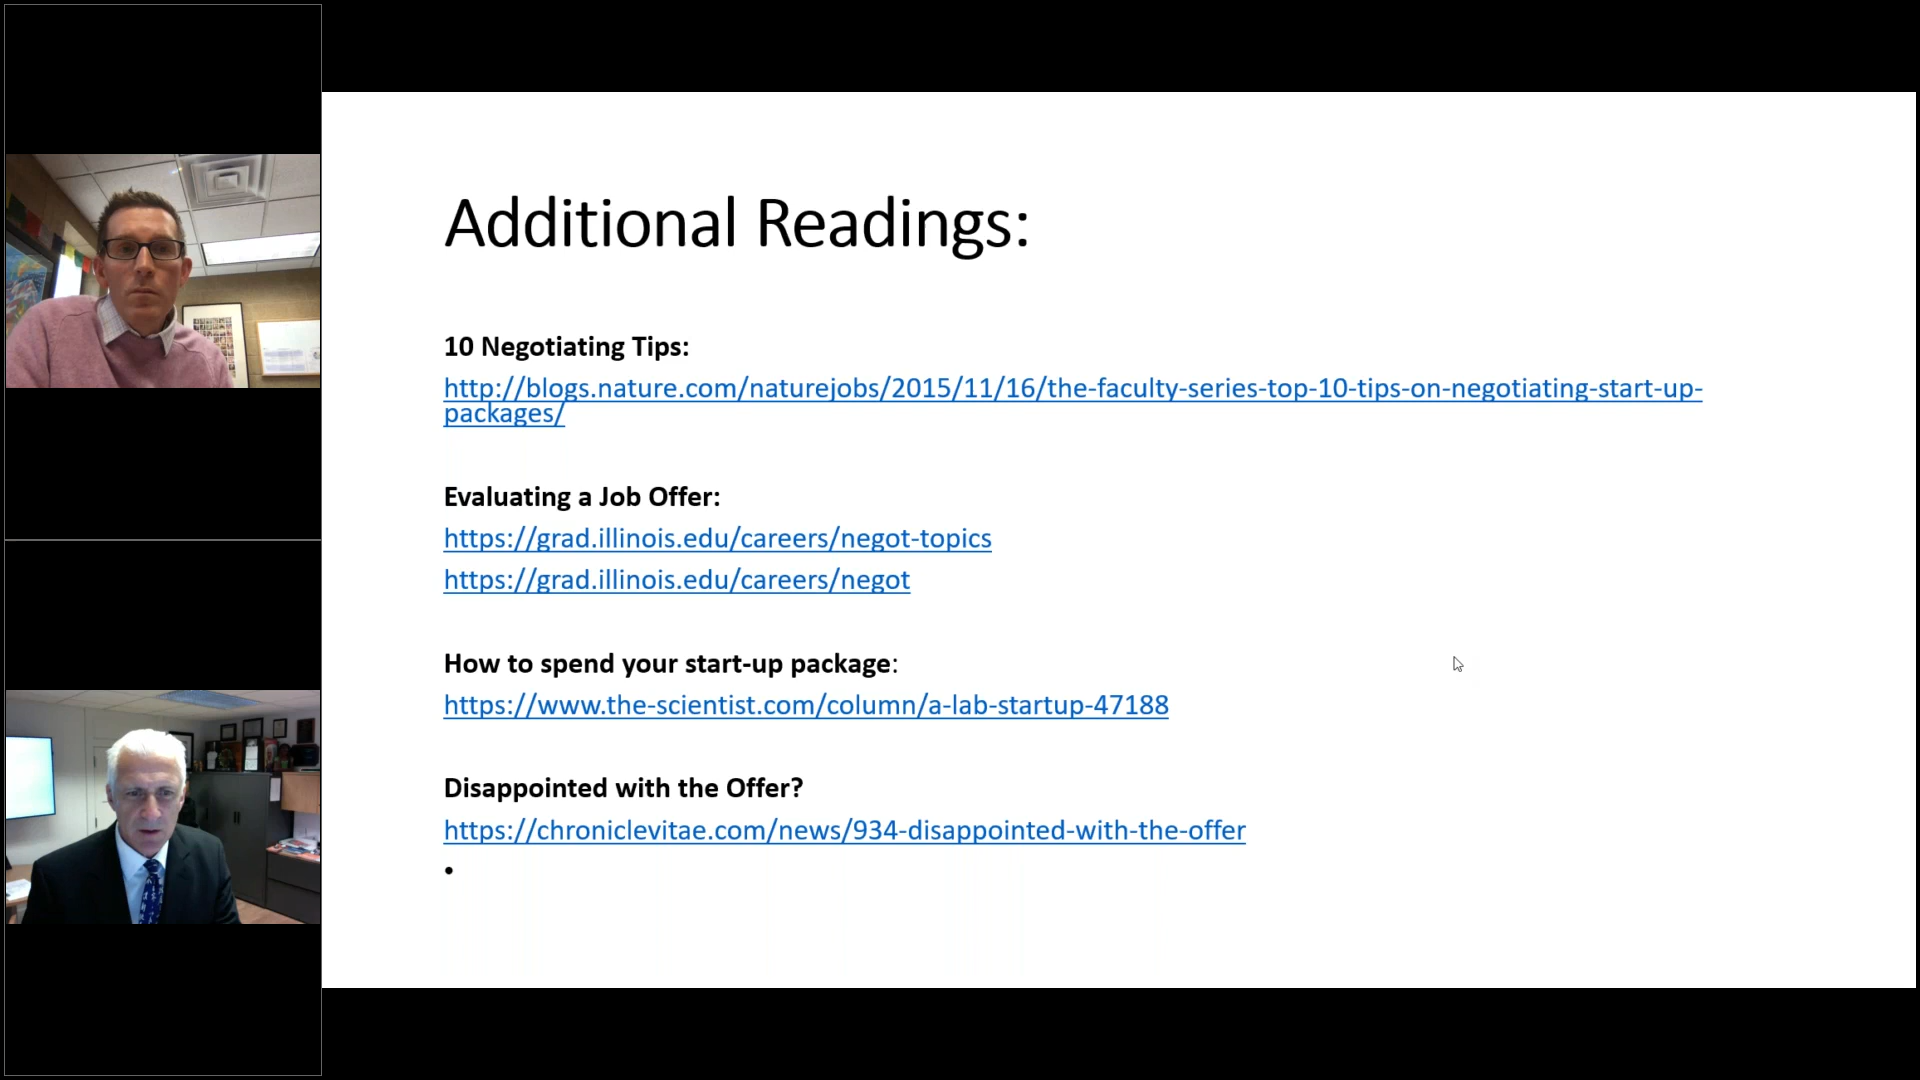 Additional Readings:
10 Negotiating Tips:
http://blogs.nature.com/naturejobs/2015/11/16/the-faculty-series-top-10-tips-on-negotiating-start-up-
packages/
Evaluating a Job Offer:
https://grad.illinois.edu/careers/negot-topics
https://grad.illinois.edu/careers/negot
How to spend your start-up package:
https://www.the-scientist.com/column/a-lab-startup-47188
Disappointed with the Offer?
https://chroniclevitae.com/news/934-disappointed-with-the-offer
•